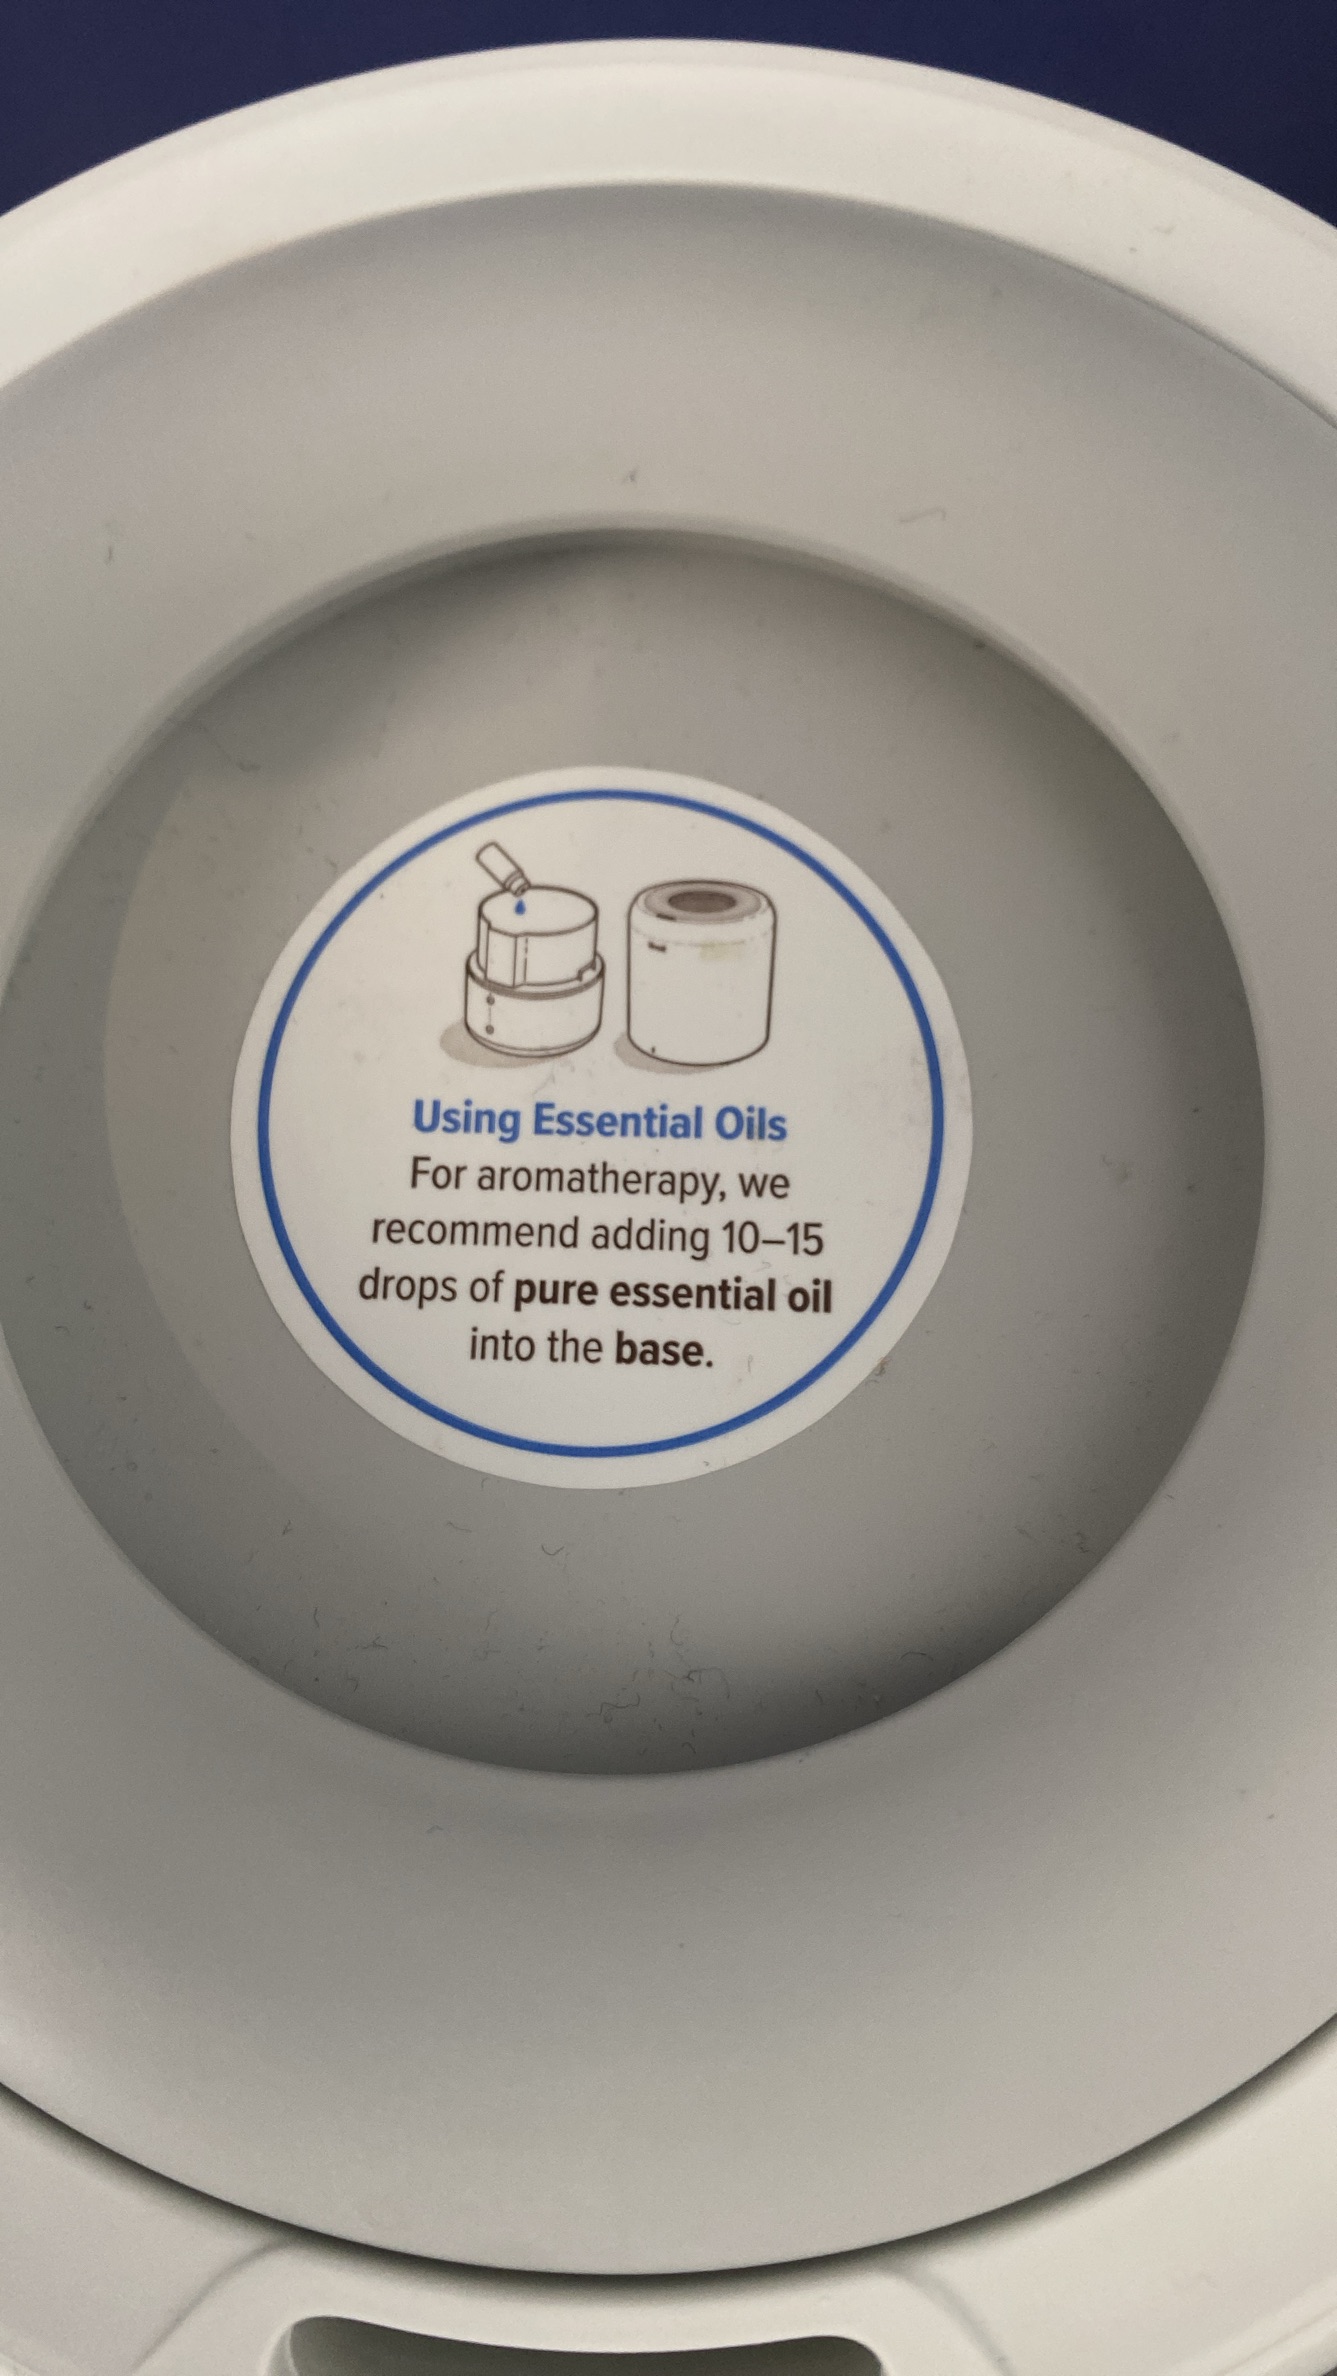 Using Essential Oils
For aromatherapy, we
recommend adding 10–15
drops of pure essential oil
into the base.